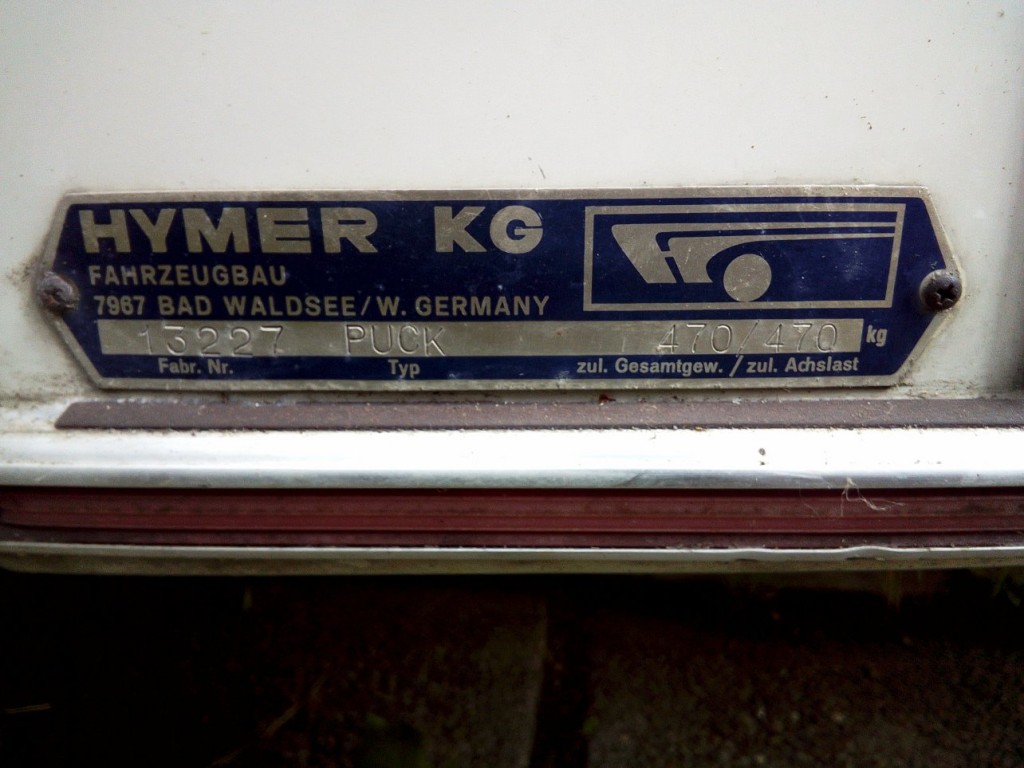 HYMER KG
FAHRZEUGBAU
7967 BAD WALDSEE/W. GERMANY
13227 PUCK 470/470 kg
Fabr. Nr. Typ zul. Gesamtgew. / zul. Achslast